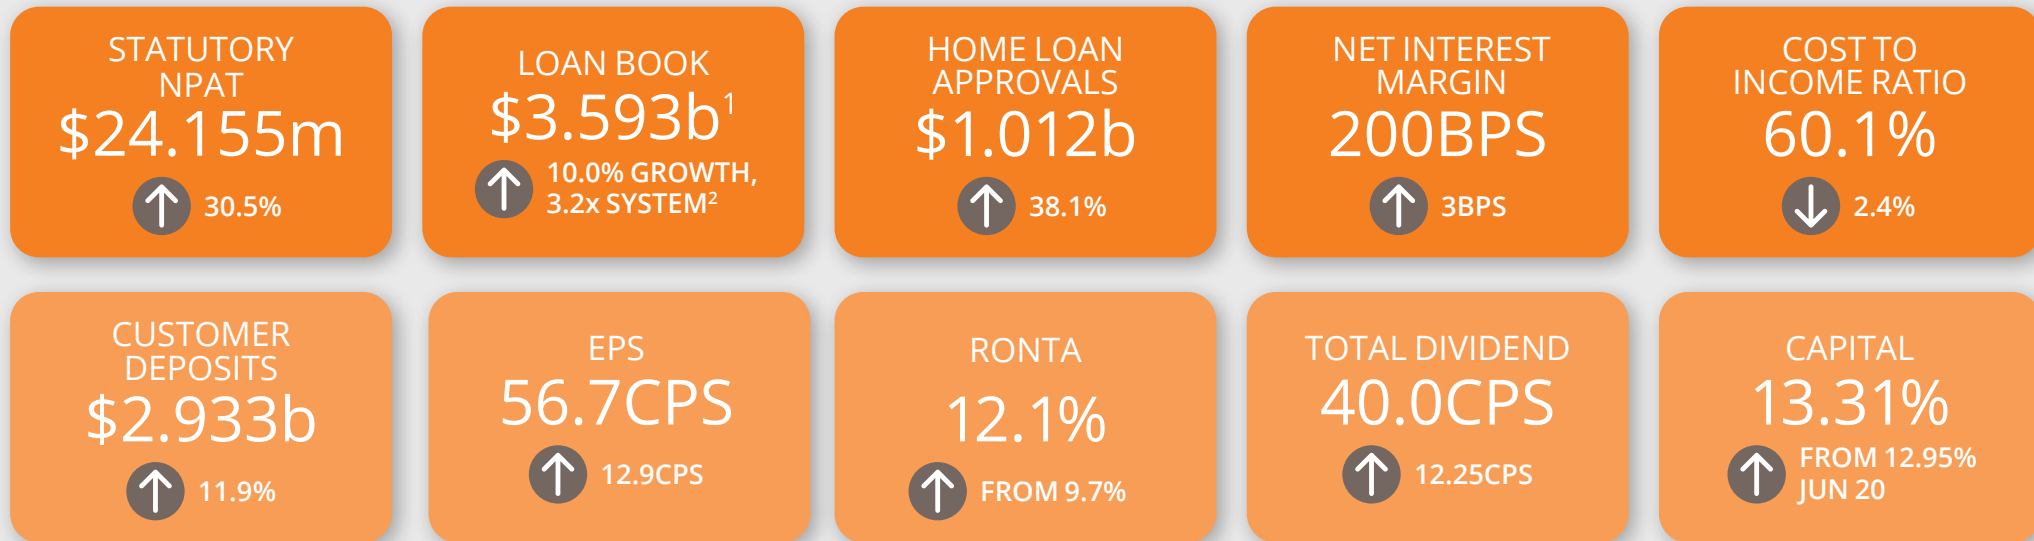 STATUTORY
NPAT
$24.155m
30.5%
LOAN BOOK
$3.593b¹
10.0% GROWTH,
3.2x SYSTEM²
HOME LOAN
APPROVALS
$1.012b
38.1%
NET INTEREST
MARGIN
200BPS
3BPS
COST TO
INCOME RATIO
60.1%
2.4%
CUSTOMER
DEPOSITS
$2.933b
11.9%
EPS
56.7CPS
12.9CPS
RONTA
12.1%
FROM 9.7%
TOTAL DIVIDEND
40.0CPS
12.25CPS
CAPITAL
13.31%
FROM 12.95%
JUN 20